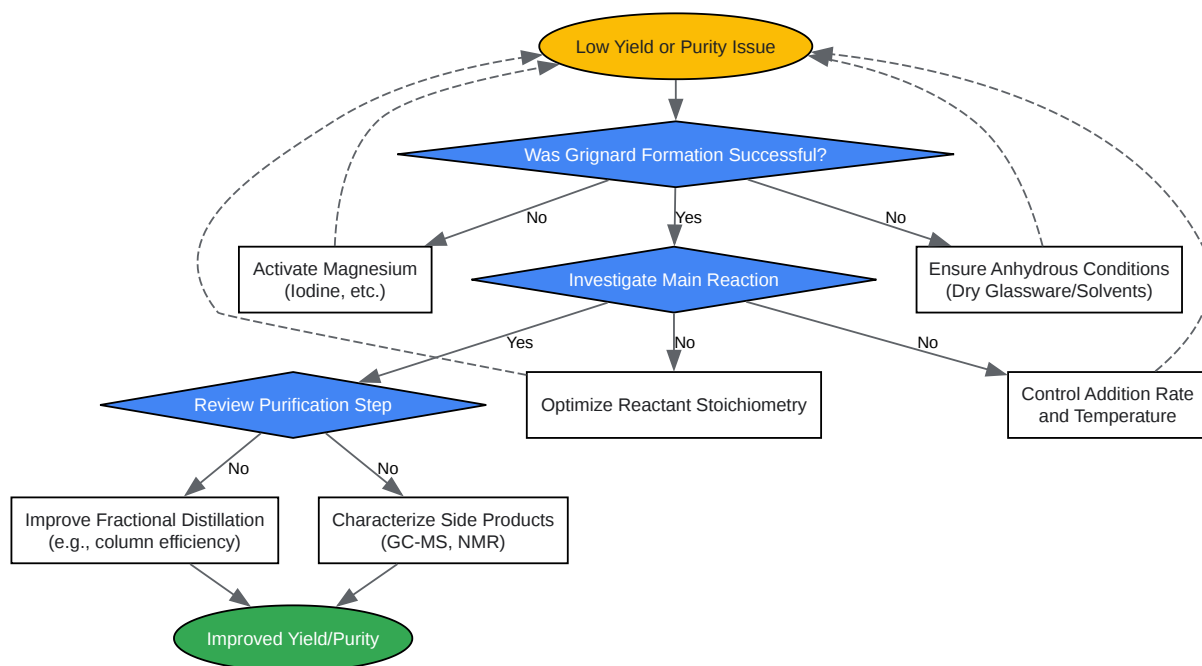 Low Yield or Purity Issue
Was Grignard Formation Successful?
No
Yes
No
Activate Magnesium
(Iodine, etc.)
Investigate Main Reaction
Ensure Anhydrous Conditions
(Dry Glassware/Solvents)
Yes
No
No
Review Purification Step
Optimize Reactant Stoichiometry
Control Addition Rate
and Temperature
No
No
Improve Fractional Distillation
(e.g., column efficiency)
Characterize Side Products
(GC-MS, NMR)
Improved Yield/Purity